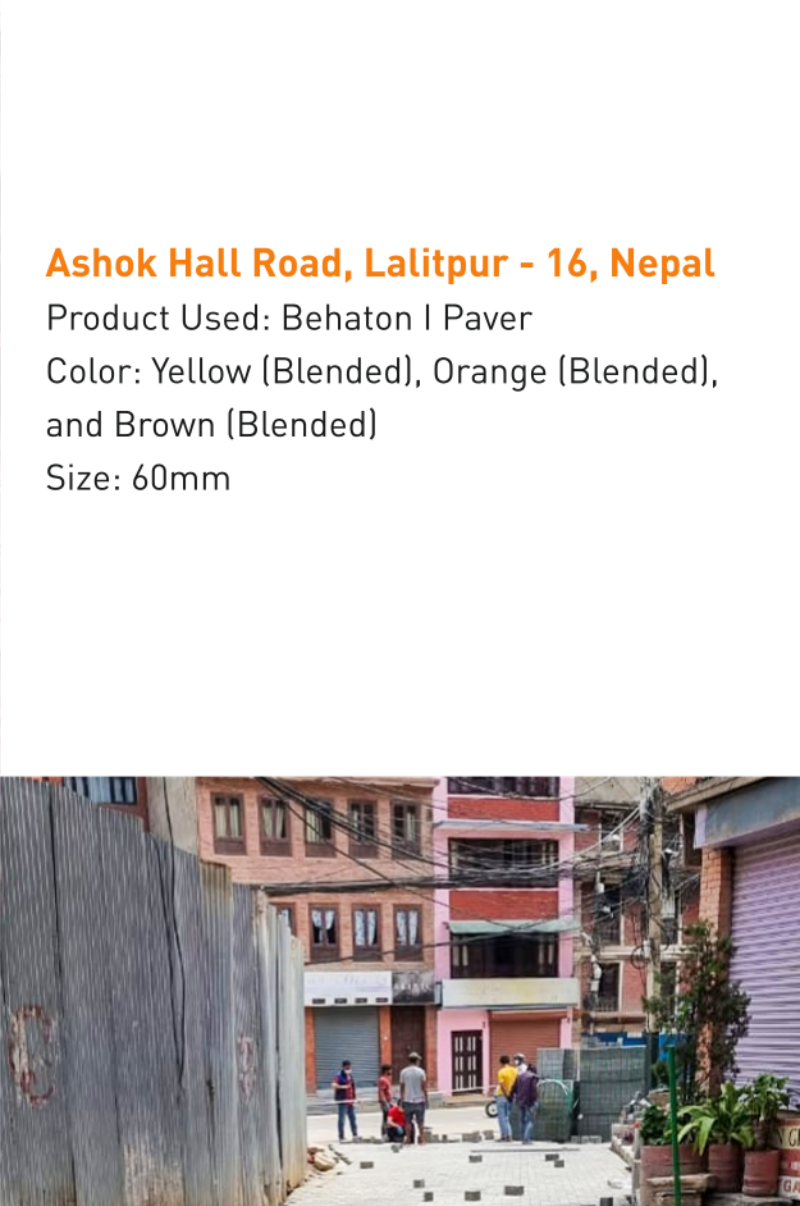 Ashok Hall Road, Lalitpur - 16, Nepal
Product Used: Behaton I Paver
Color: Yellow (Blended), Orange (Blended),
and Brown (Blended)
Size: 60mm